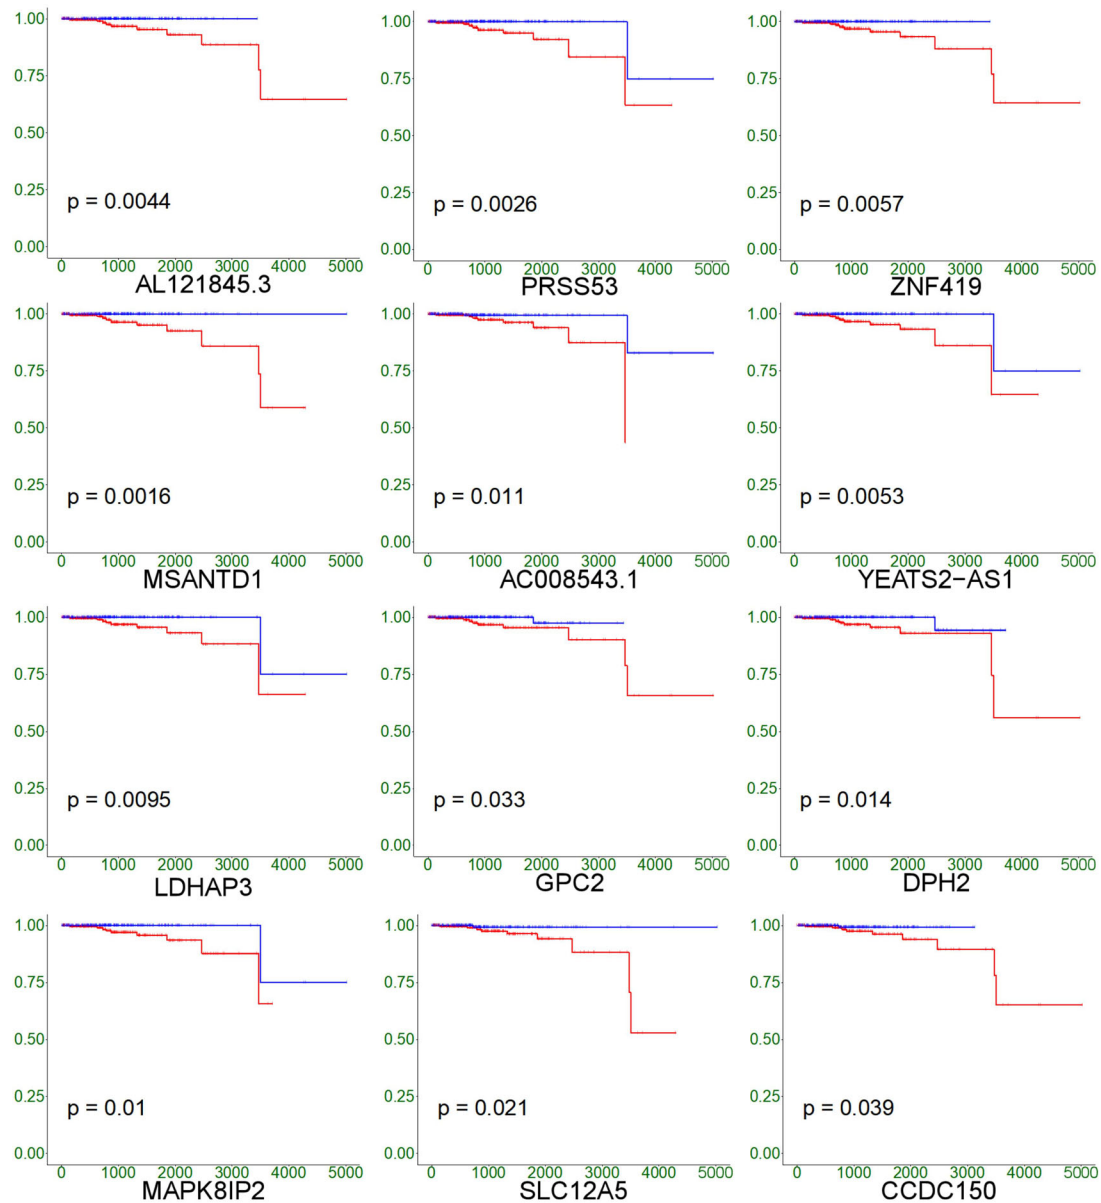 1.00
0.75
0.50
0.25
0.00
p = 0.0044
0 1000 2000 3000 4000 5000
AL121845.3
1.00
0.75
0.50
0.25
0.00
p = 0.0026
0 1000 2000 3000 4000 5000
PRSS53
1.00
0.75
0.50
0.25
0.00
p = 0.0057
0 1000 2000 3000 4000 5000
ZNF419
1.00
0.75
0.50
0.25
0.00
p = 0.0016
0 1000 2000 3000 4000 5000
MSANTD1
1.00
0.75
0.50
0.25
0.00
p = 0.011
0 1000 2000 3000 4000 5000
AC008543.1
1.00
0.75
0.50
0.25
0.00
p = 0.0053
0 1000 2000 3000 4000 5000
YEATS2−AS1
1.00
0.75
0.50
0.25
0.00
p = 0.0095
0 1000 2000 3000 4000 5000
LDHAP3
1.00
0.75
0.50
0.25
0.00
p = 0.033
0 1000 2000 3000 4000 5000
GPC2
1.00
0.75
0.50
0.25
0.00
p = 0.014
0 1000 2000 3000 4000 5000
DPH2
1.00
0.75
0.50
0.25
0.00
p = 0.01
0 1000 2000 3000 4000 5000
MAPK8IP2
1.00
0.75
0.50
0.25
0.00
p = 0.021
0 1000 2000 3000 4000 5000
SLC12A5
1.00
0.75
0.50
0.25
0.00
p = 0.039
0 1000 2000 3000 4000 5000
CCDC150